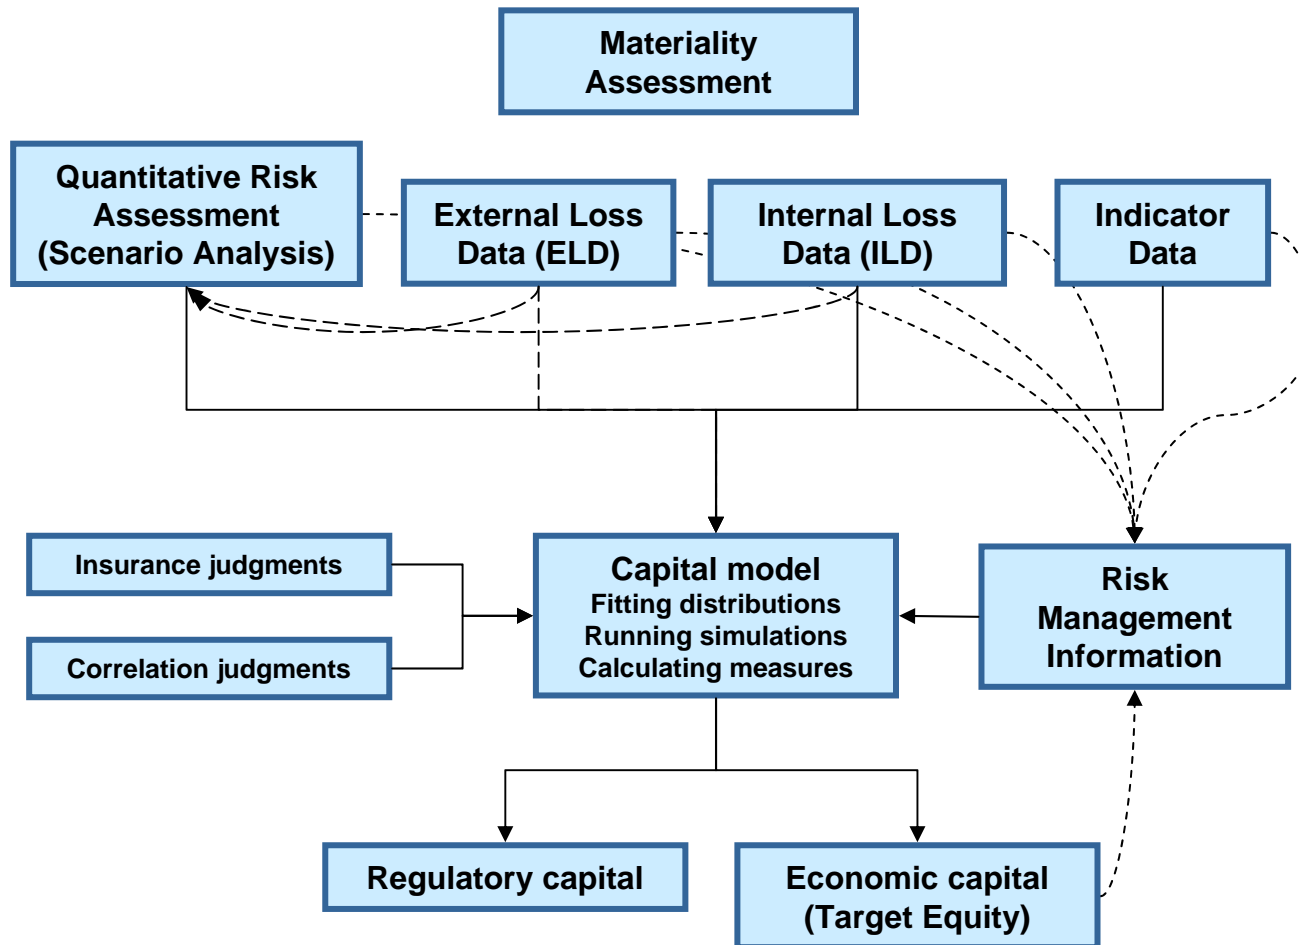 Materiality
Assessment
Quantitative Risk
Assessment
(Scenario Analysis)
External Loss
Data (ELD)
Internal Loss
Data (ILD)
Indicator
Data
Insurance judgments
Correlation judgments
Capital model
Fitting distributions
Running simulations
Calculating measures
Risk
Management
Information
Regulatory capital
Economic capital
(Target Equity)